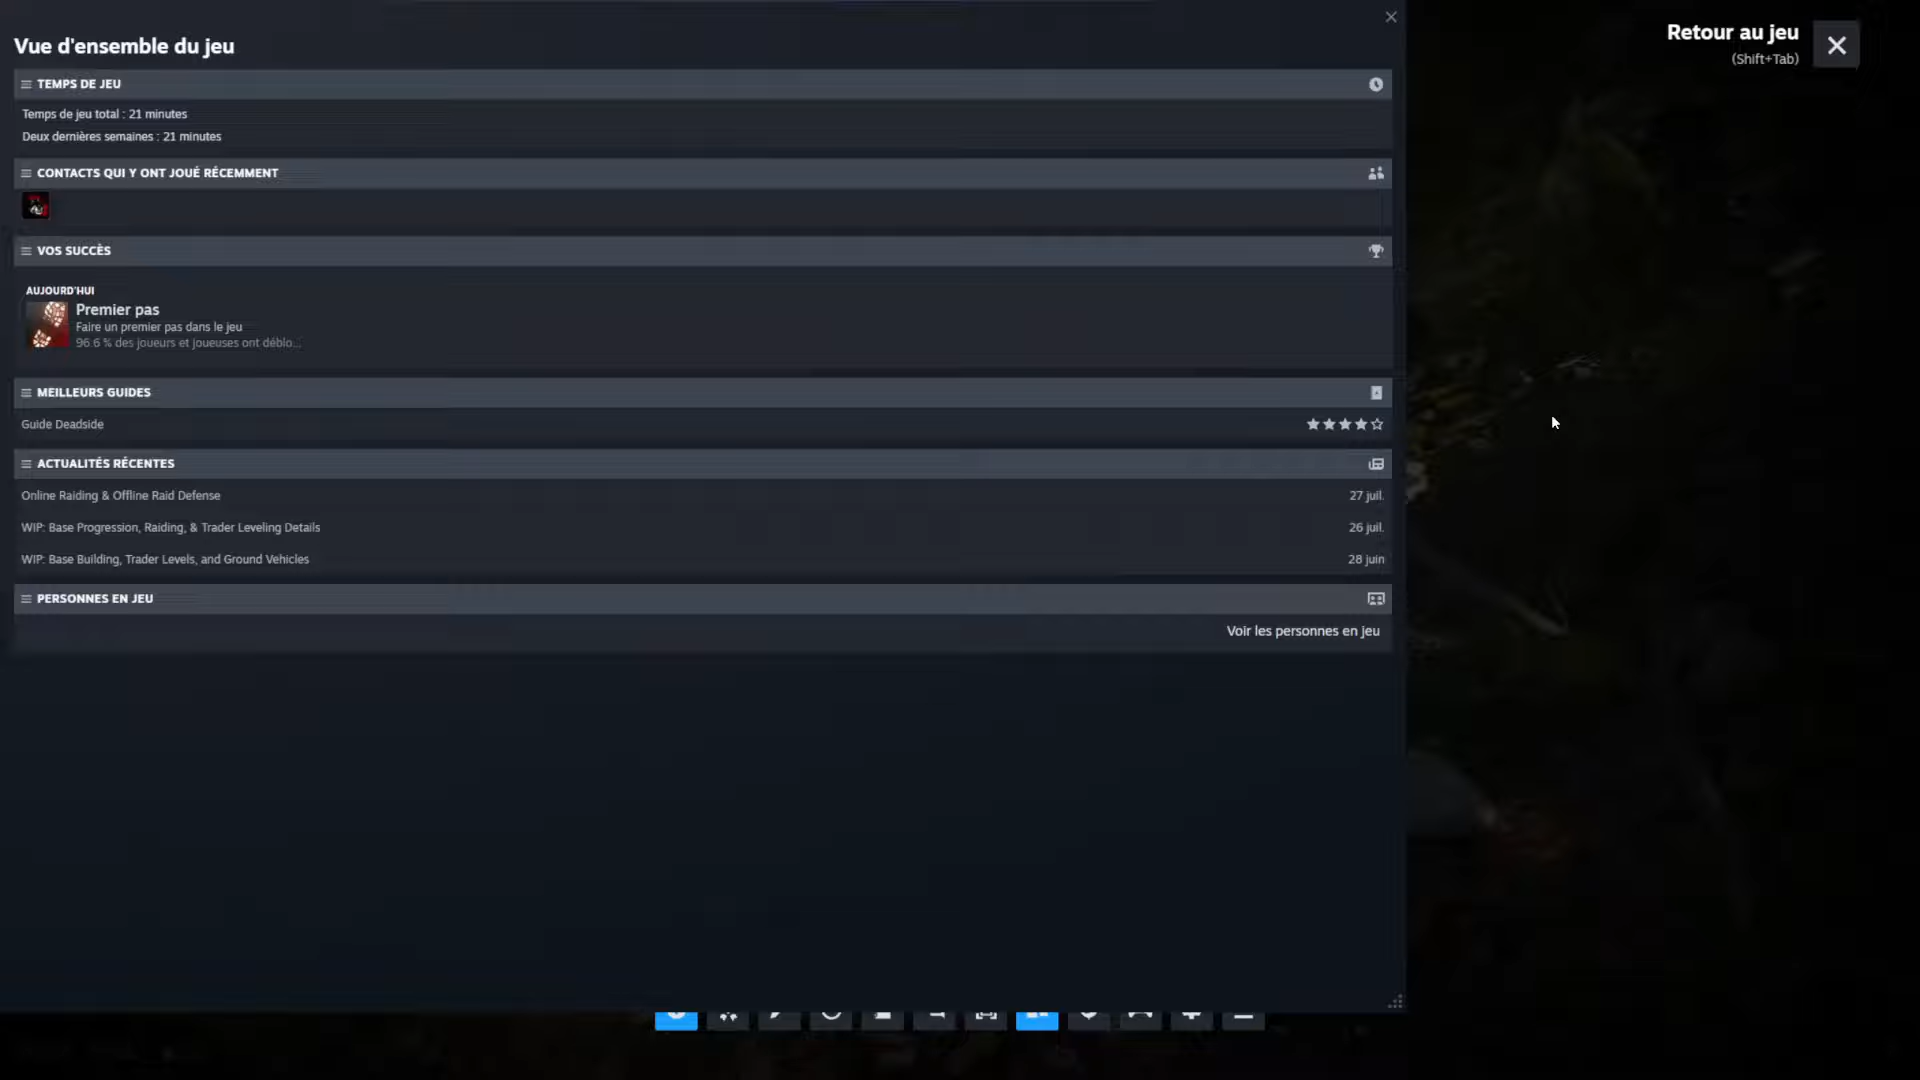 Vue d'ensemble du jeu
Retour au jeu
(Shift+Tab)
TEMPS DE JEU
Temps de jeu total : 21 minutes
Deux dernières semaines : 21 minutes
CONTACTS QUI Y ONT JOUÉ RÉCEMMENT
VOS SUCCÈS
AUJOURD'HUI
Premier pas
Faire un premier pas dans le jeu
96.6 % des joueurs et joueuses ont déblo...
MEILLEURS GUIDES
Guide Deadside
ACTUALITÉS RÉCENTES
Online Raiding & Offline Raid Defense 27 juil.
WIP: Base Progression, Raiding, & Trader Leveling Details 26 juil.
WIP: Base Building, Trader Levels, and Ground Vehicles 28 juin
PERSONNES EN JEU
Voir les personnes en jeu